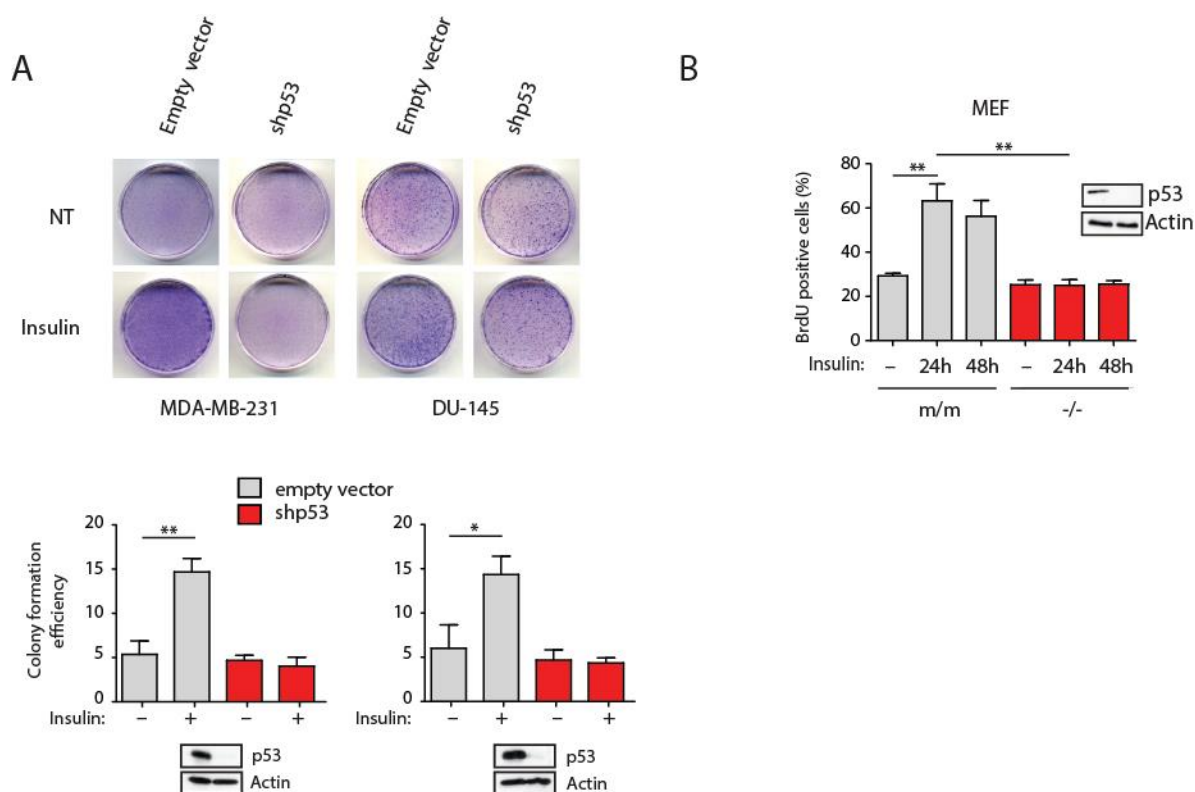 A
Empty vector
shp53
Empty vector
shp53
NT
Insulin
MDA-MB-231
DU-145
empty vector
shp53
20
15
10
5
0
Colony formation
efficiency
**
Insulin:
–
+
–
+
p53
Actin
20
15
10
5
0
*
Insulin:
–
+
–
+
p53
Actin
B
MEF
80
60
40
20
0
BrdU positive cells (%)
**
**
p53
Actin
Insulin:
–
24h
48h
–
24h
48h
m/m
-/-